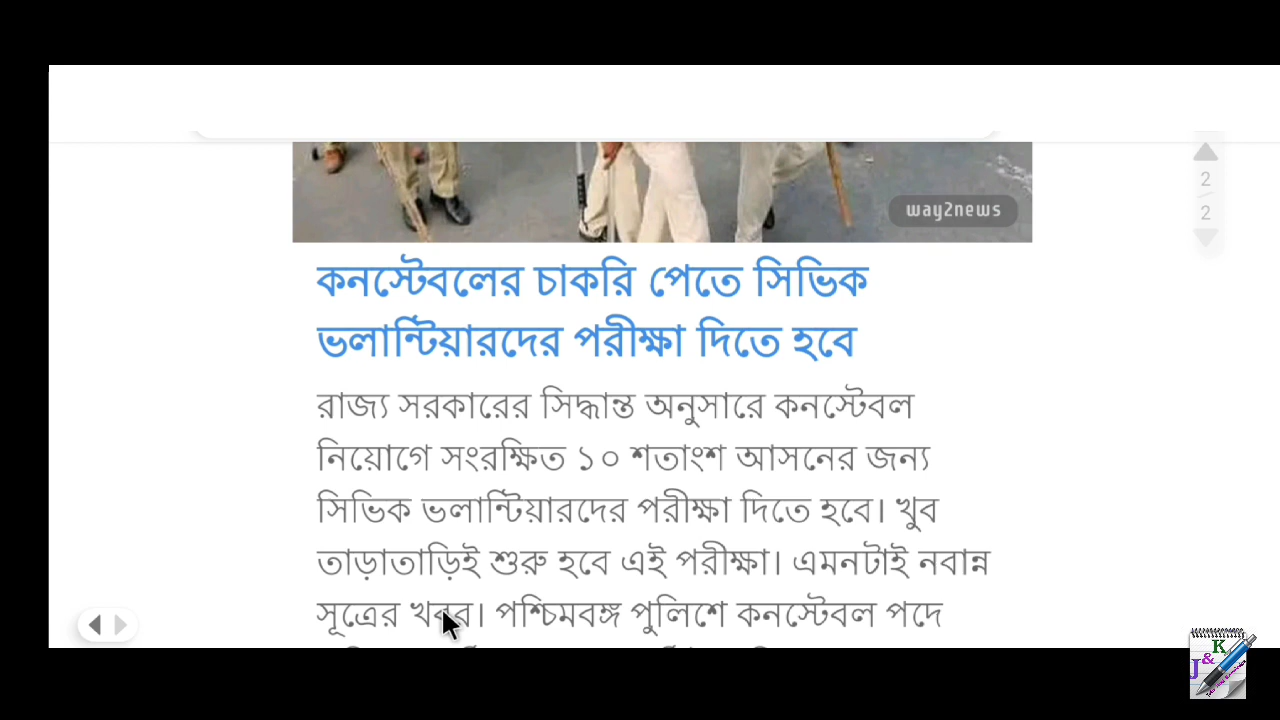 way2news
2
2
কনস্টেবলের চাকরি পেতে সিভিক
ভলান্টিয়ারদের পরীক্ষা দিতে হবে
রাজ্য সরকারের সিদ্ধান্ত অনুসারে কনস্টেবল
নিয়োগে সংরক্ষিত ১০ শতাংশ আসনের জন্য
সিভিক ভলান্টিয়ারদের পরীক্ষা দিতে হবে। খুব
তাড়াতাড়িই শুরু হবে এই পরীক্ষা। এমনটাই নবান্ন
সূত্রের খবর। পশ্চিমবঙ্গ পুলিশে কনস্টেবল পদে
J&K